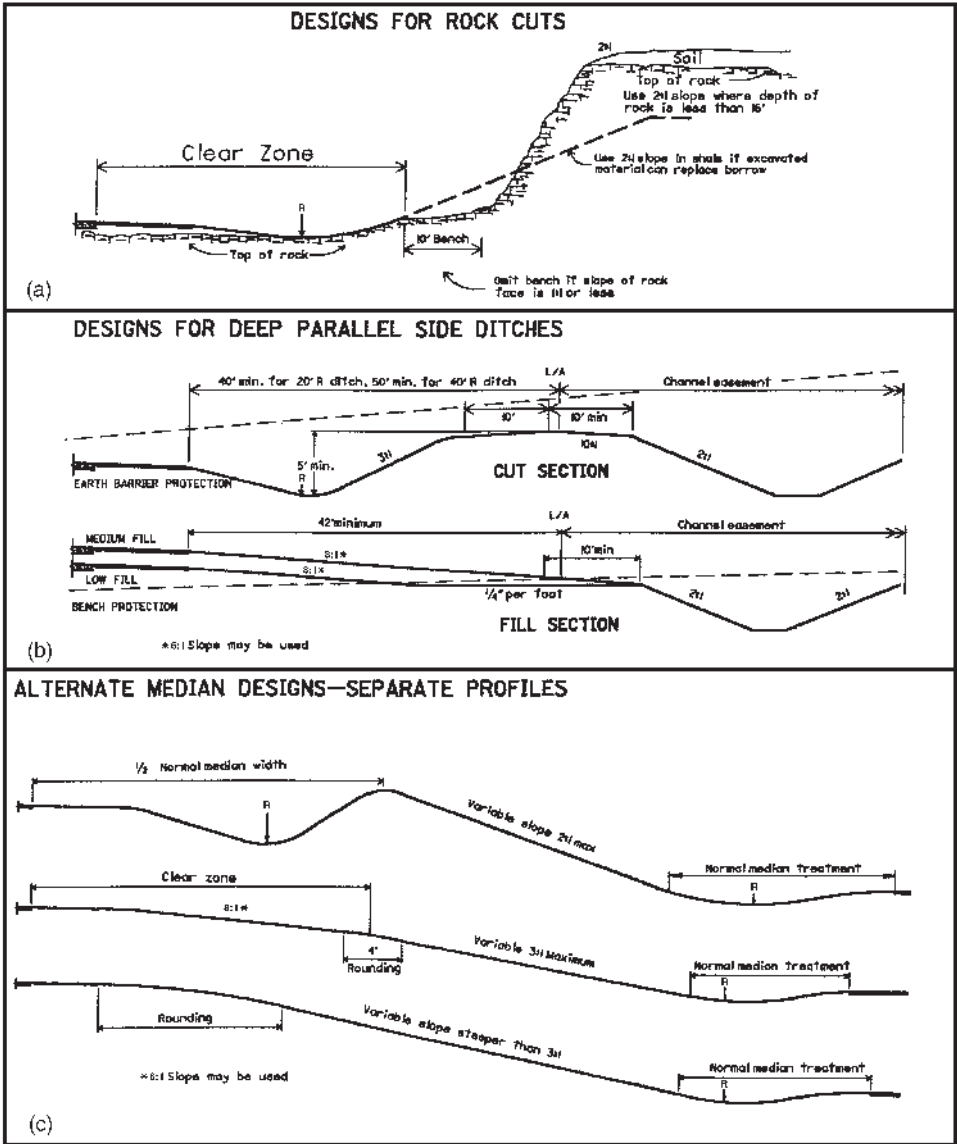 DESIGNS FOR ROCK CUTS
2:1
Soil
Top of rock
Use 2:1 slope where depth of
rock is less than 16'
Clear Zone
Use 2:1 slope in shale if excavated
material can replace borrow
R
10' Bench
Top of rock
Omit bench if slope of rock
face is 1:1 or less
(a)
DESIGNS FOR DEEP PARALLEL SIDE DITCHES
L/A
40' min. for 20' R ditch, 50' min. for 40' R ditch
Channel easement
10'
10' min
5' min.
3:1
10:1
2:1
R
CUT SECTION
EARTH BARRIER PROTECTION
L/A
42' minimum
Channel easement
MEDIUM FILL
8:1*
10' min
8:1*
LOW FILL
1/4" per foot
2:1
2:1
BENCH PROTECTION
FILL SECTION
*6:1 Slope may be used
(b)
ALTERNATE MEDIAN DESIGNS—SEPARATE PROFILES
1/2 Normal median width
R
Variable slope 2:1 max
Normal median treatment
R
Clear zone
8:1*
4'
Rounding
Variable 3:1 Maximum
Normal median treatment
R
Rounding
Variable slope steeper than 3:1
Normal median treatment
R
*6:1 Slope may be used
(c)